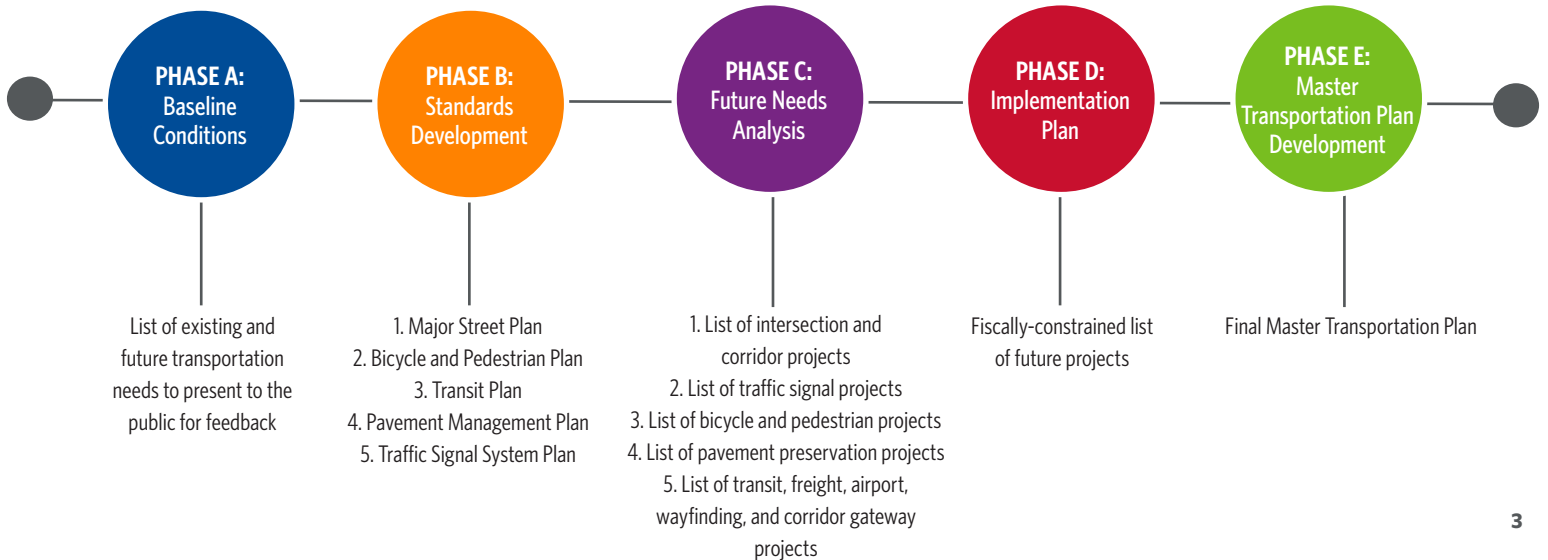 PHASE A:
Baseline
Conditions
PHASE B:
Standards
Development
PHASE C:
Future Needs
Analysis
PHASE D:
Implementation
Plan
PHASE E:
Master
Transportation Plan
Development
List of existing and
future transportation
needs to present to the
public for feedback
1. Major Street Plan
2. Bicycle and Pedestrian Plan
3. Transit Plan
4. Pavement Management Plan
5. Traffic Signal System Plan
1. List of intersection and
corridor projects
2. List of traffic signal projects
3. List of bicycle and pedestrian projects
4. List of pavement preservation projects
5. List of transit, freight, airport,
wayfinding, and corridor gateway
projects
Fiscally-constrained list
of future projects
Final Master Transportation Plan
3